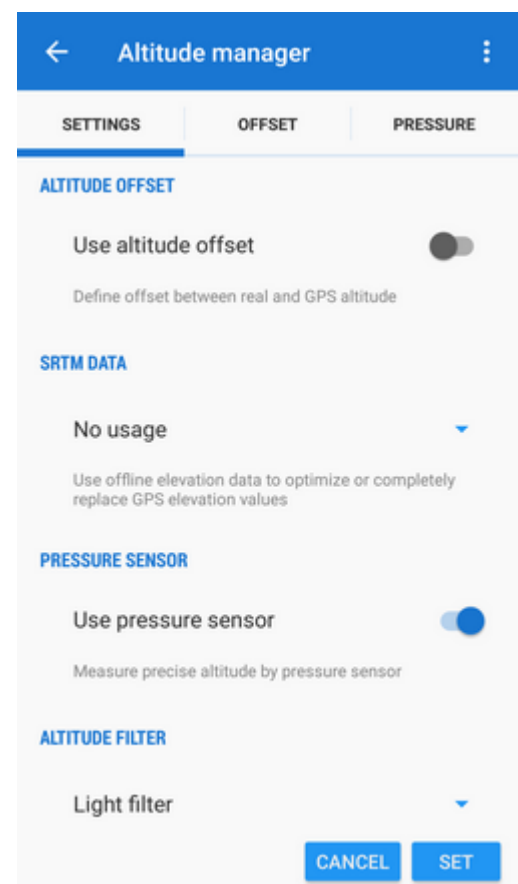 Altitude manager
SETTINGS OFFSET PRESSURE
ALTITUDE OFFSET
Use altitude offset
Define offset between real and GPS altitude
SRTM DATA
No usage
Use offline elevation data to optimize or completely
replace GPS elevation values
PRESSURE SENSOR
Use pressure sensor
Measure precise altitude by pressure sensor
ALTITUDE FILTER
Light filter
CANCEL SET